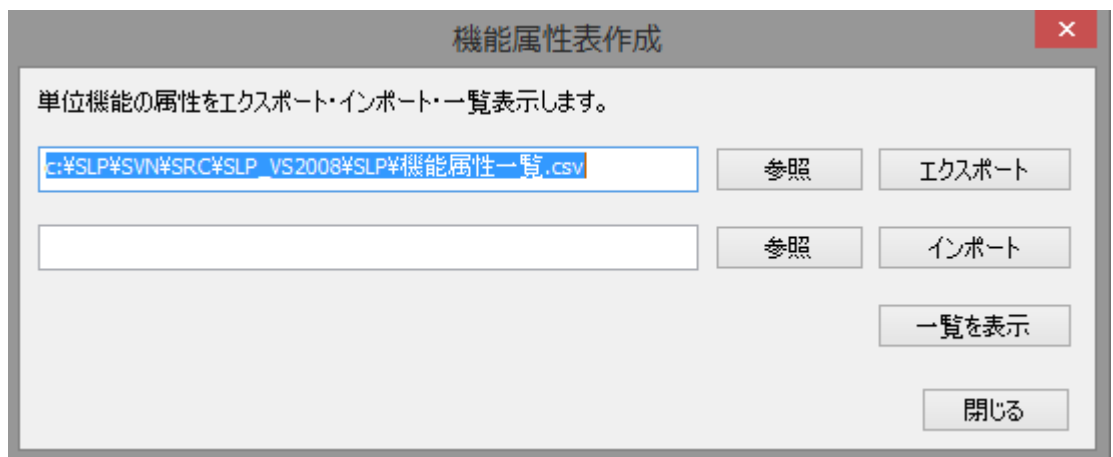 機能属性表作成
単位機能の属性をエクスポート・インポート・一覧表示します。
c:¥SLP¥SVN¥SRC¥SLP_VS2008¥SLP¥機能属性一覧.csv 参照 エクスポート
参照 インポート
一覧を表示
閉じる